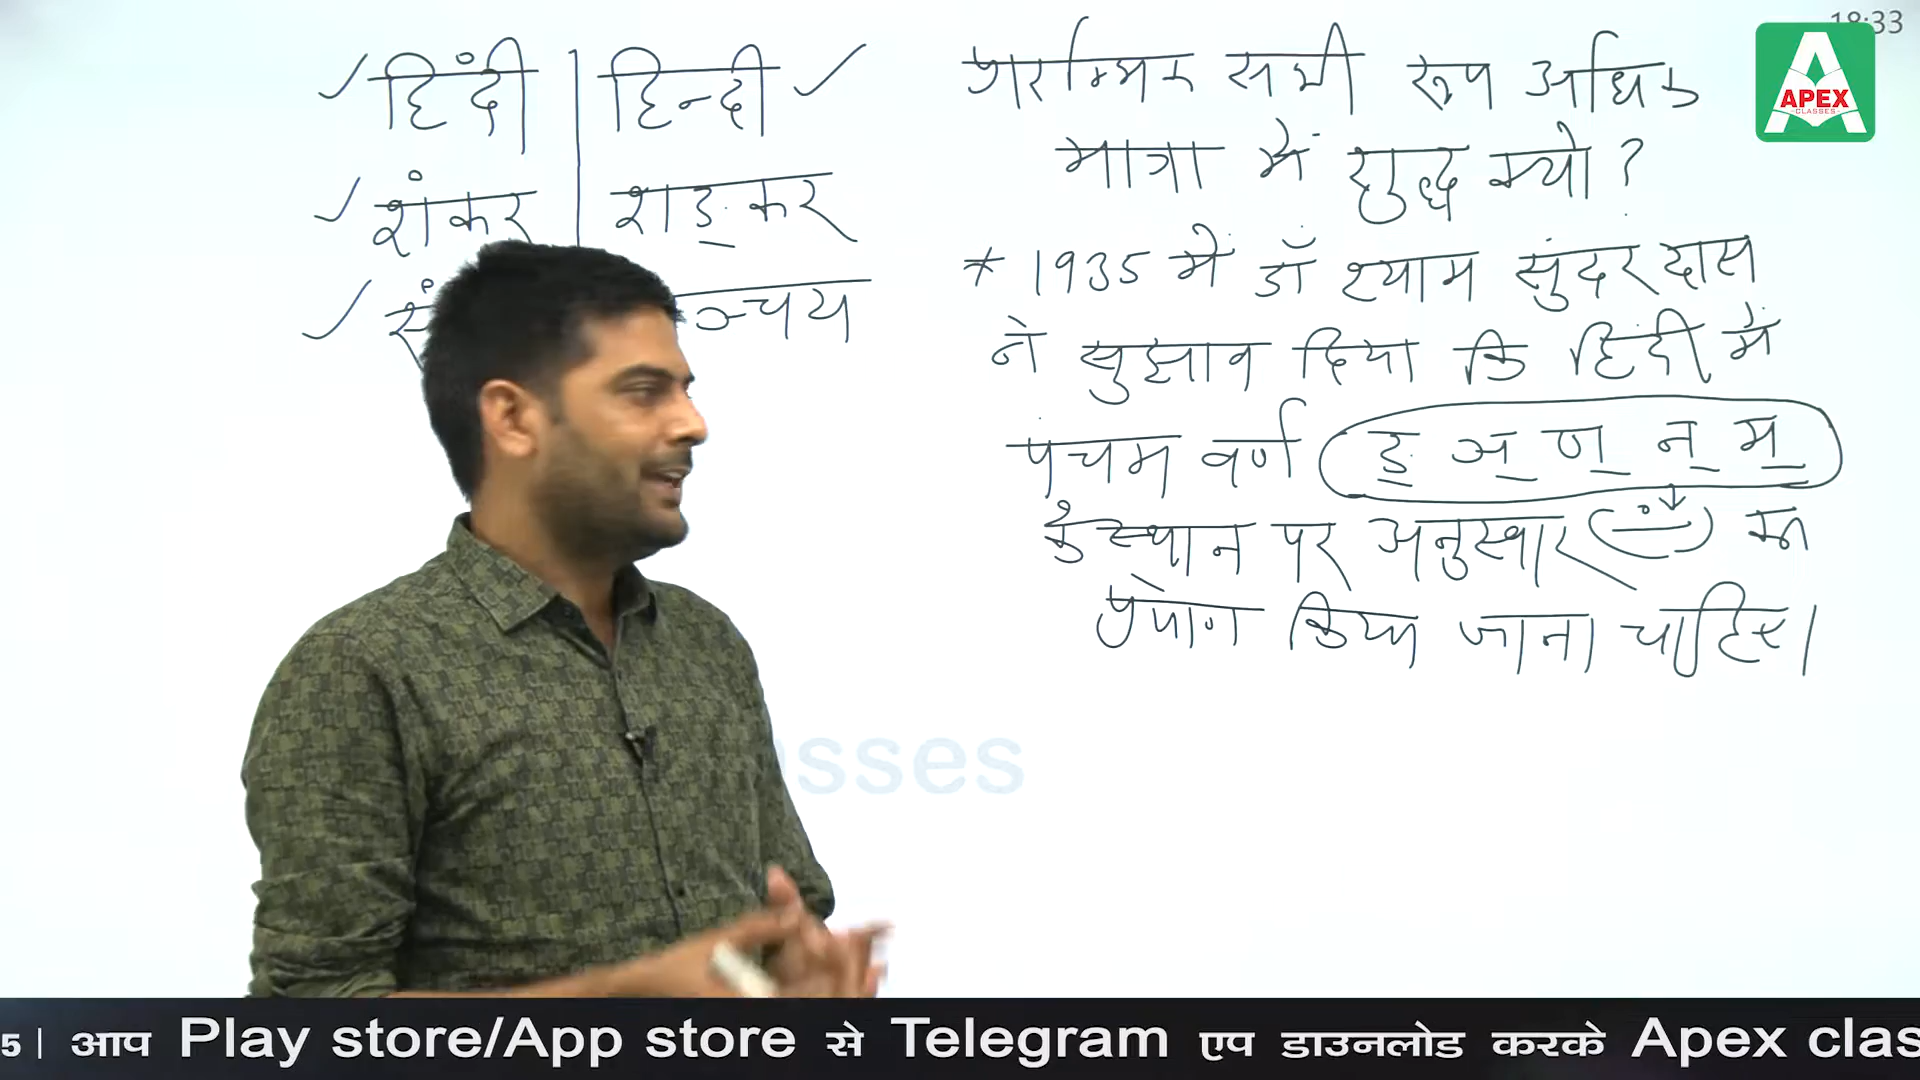 18:33
APEX
CLASSES
हिंदी | हिन्दी
शंकर | शङ्कर
सं ञ्चय
प्रारम्भिक सभी रूप अधिक
मात्रा में शुद्ध क्यों ?
* 1935 में डॉ श्याम सुंदर दास
ने सुझाव दिया कि हिंदी में
पंचम वर्ण ङ् ञ् ण् न् म्
के स्थान पर अनुस्वार (ं) का
प्रयोग किया जाना चाहिए।
sses
5 | आप Play store/App store से Telegram एप डाउनलोड करके Apex clas